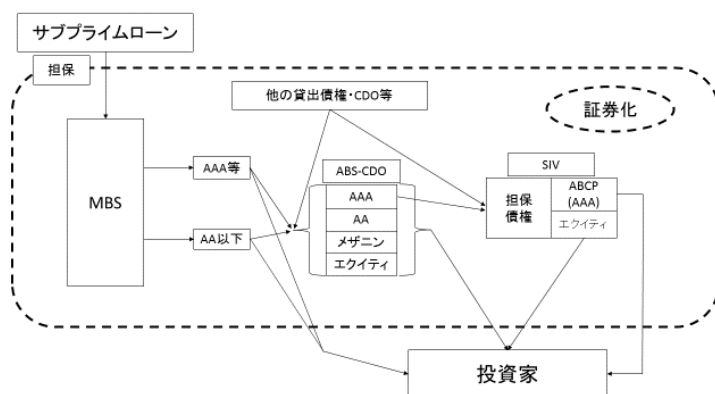 サブプライムローン
担保
他の貸出債権・CDO等
証券化
MBS
AAA等
AA以下
ABS-CDO
AAA
AA
メザニン
エクイティ
SIV
担保
債権
ABCP
(AAA)
エクイティ
投資家